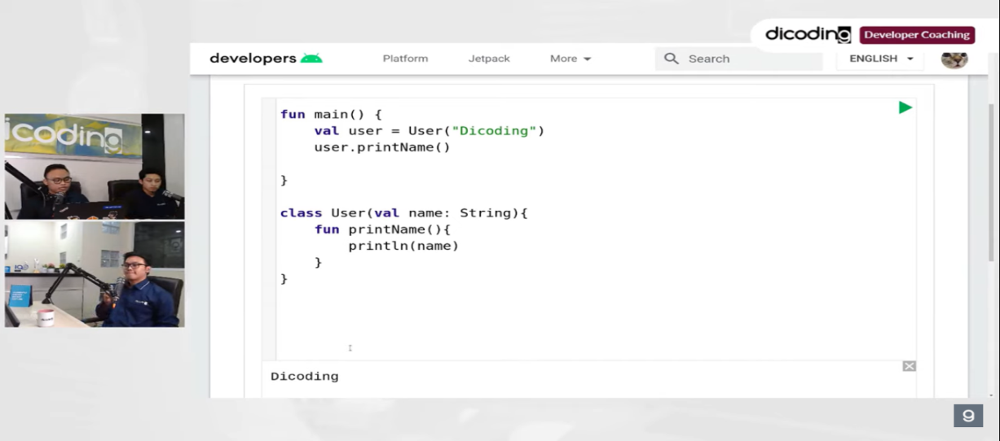 dicoding Developer Coaching
developers Platform Jetpack More Search ENGLISH
fun main() {
val user = User("Dicoding")
user.printName()
}
class User(val name: String){
fun printName(){
println(name)
}
}
Dicoding
icoding
g